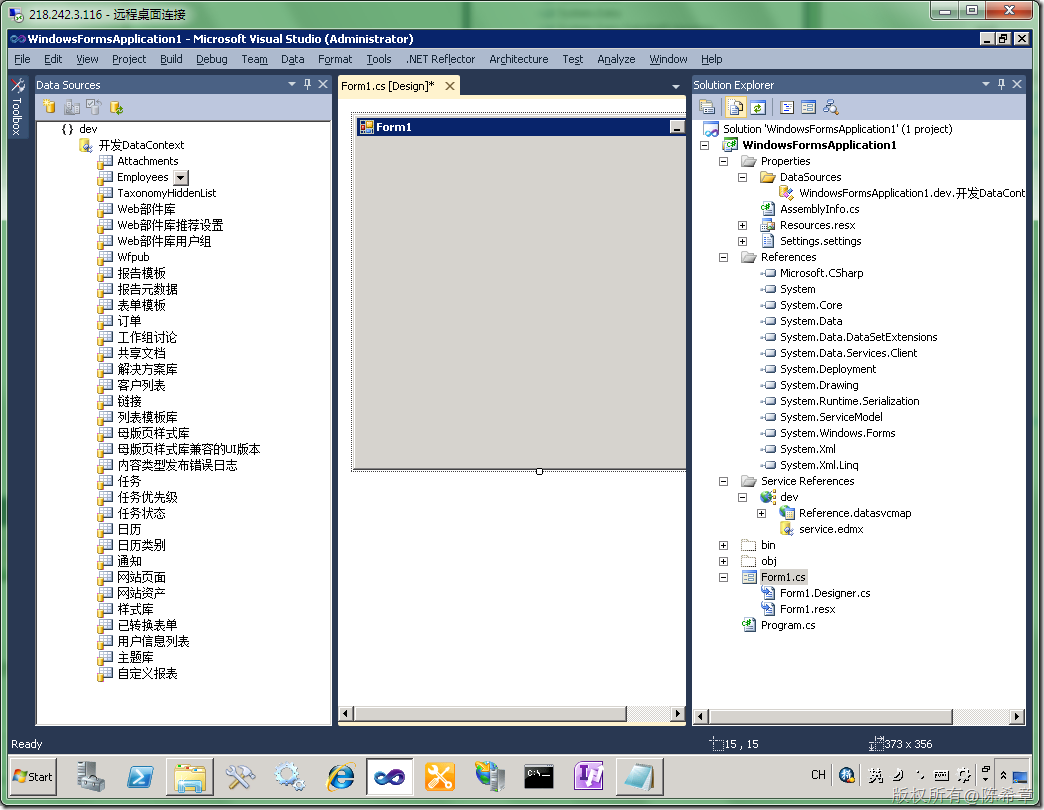 218.242.3.116 - 远程桌面连接
WindowsFormsApplication1 - Microsoft Visual Studio (Administrator)
File Edit View Project Build Debug Team Data Format Tools .NET Reflector Architecture Test Analyze Window Help
Toolbox
Data Sources
dev
开发DataContext
Attachments
Employees
TaxonomyHiddenList
Web部件库
Web部件库推荐设置
Web部件库用户组
Wfpub
报告模板
报告元数据
表单模板
订单
工作组讨论
共享文档
解决方案库
客户列表
链接
列表模板库
母版页样式库
母版页样式库兼容的UI版本
内容类型发布错误日志
任务
任务优先级
任务状态
日历
日历类别
通知
网站页面
网站资产
样式库
已转换表单
用户信息列表
主题库
自定义报表
Form1.cs [Design]*
Form1
Solution Explorer
Solution 'WindowsFormsApplication1' (1 project)
WindowsFormsApplication1
Properties
DataSources
WindowsFormsApplication1.dev.开发DataCont
AssemblyInfo.cs
Resources.resx
Settings.settings
References
Microsoft.CSharp
System
System.Core
System.Data
System.Data.DataSetExtensions
System.Data.Services.Client
System.Deployment
System.Drawing
System.Runtime.Serialization
System.ServiceModel
System.Windows.Forms
System.Xml
System.Xml.Linq
Service References
dev
Reference.datasvcmap
service.edmx
bin
obj
Form1.cs
Form1.Designer.cs
Form1.resx
Program.cs
Ready
15 , 15
373 x 356
Start
CH
英
版权所有@陈希章